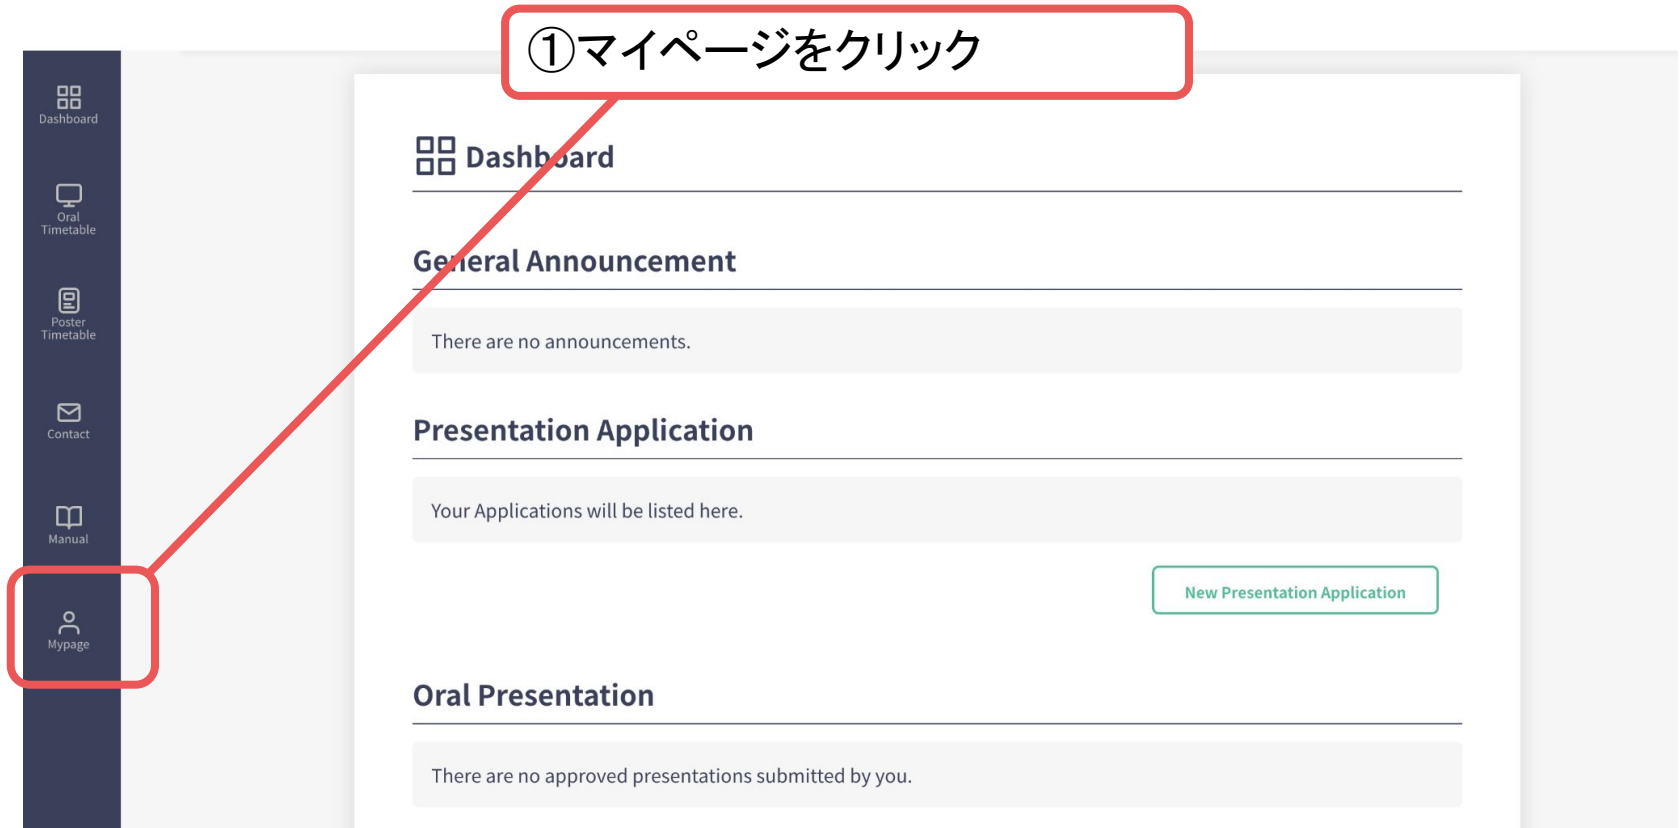 ①マイページをクリック
Dashboard
Oral
Timetable
Poster
Timetable
Contact
Manual
Mypage
Dashboard
General Announcement
There are no announcements.
Presentation Application
Your Applications will be listed here.
New Presentation Application
Oral Presentation
There are no approved presentations submitted by you.